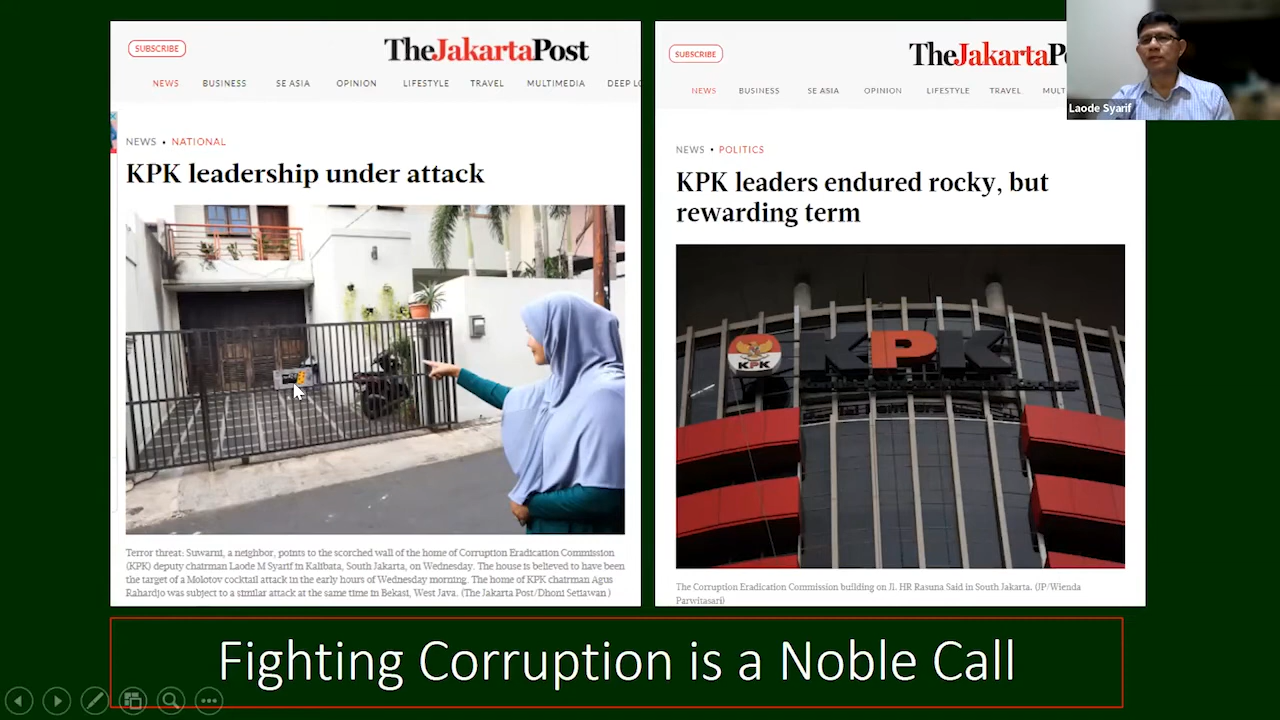 SUBSCRIBE
TheJakartaPost
NEWS BUSINESS SE ASIA OPINION LIFESTYLE TRAVEL MULTIMEDIA DEEP LO
NEWS • NATIONAL
KPK leadership under attack
Terror threat: Suwarni, a neighbor, points to the scorched wall of the home of Corruption Eradication Commission
(KPK) deputy chairman Laode M Syarif in Kalibata, South Jakarta, on Wednesday. The house is believed to have been
the target of a Molotov cocktail attack in the early hours of Wednesday morning. The home of KPK chairman Agus
Rahardjo was subject to a similar attack at the same time in Bekasi, West Java. (The Jakarta Post/Dhoni Setiawan )
SUBSCRIBE
TheJakartaP
NEWS BUSINESS SE ASIA OPINION LIFESTYLE TRAVEL MULT
Laode Syarif
NEWS • POLITICS
KPK leaders endured rocky, but
rewarding term
KPK
KPK
The Corruption Eradication Commission building on Jl. HR Rasuna Said in South Jakarta. (JP/Wienda
Parwitasari)
Fighting Corruption is a Noble Call